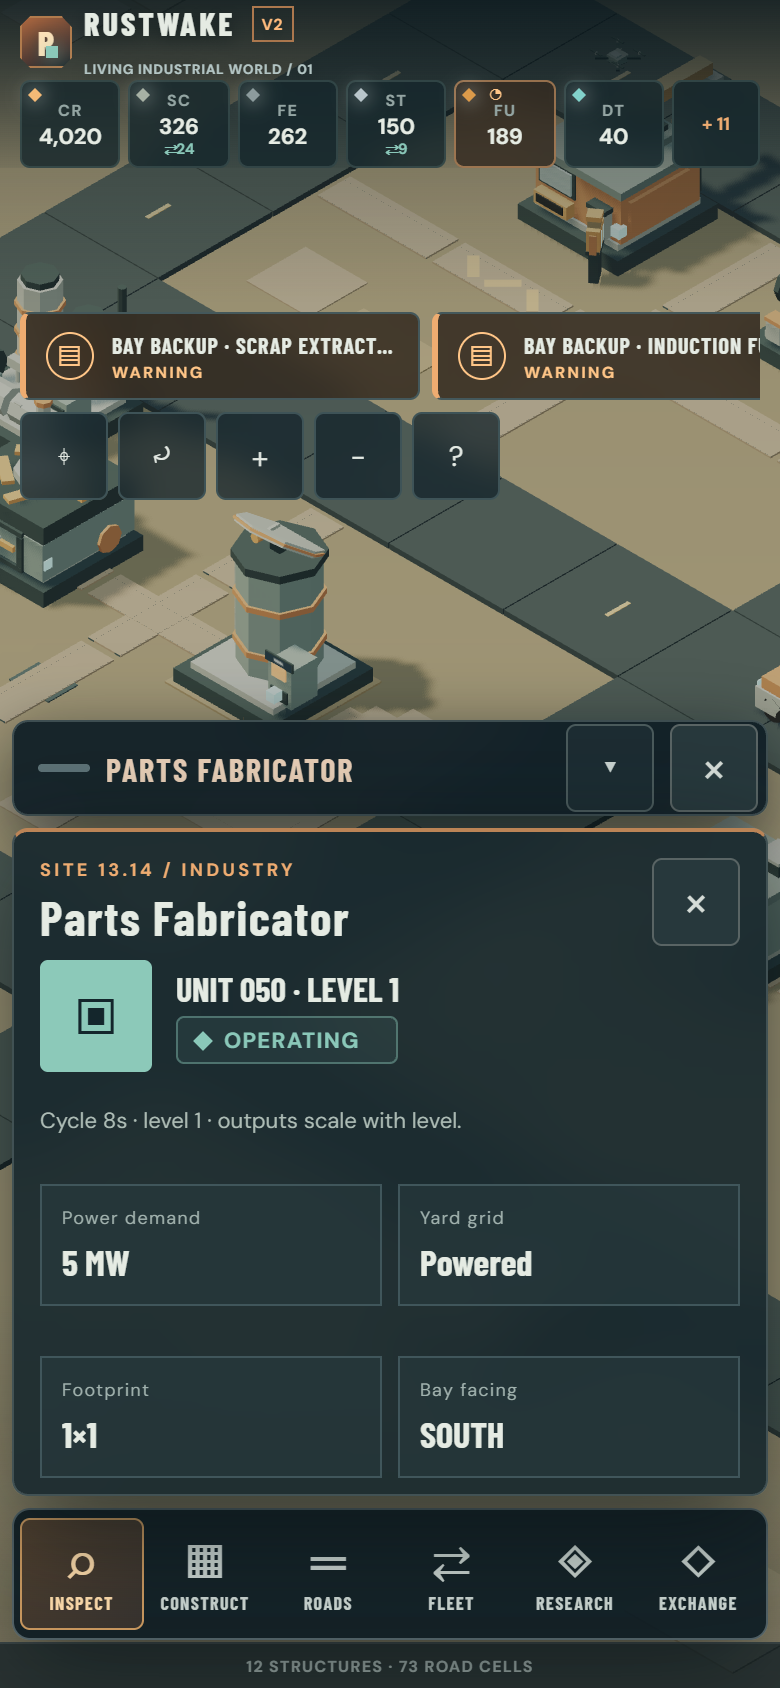 P
RUSTWAKE V2
LIVING INDUSTRIAL WORLD / 01
CR
4,020
SC
326
⇄24
FE
262
ST
150
⇄9
FU
189
DT
40
+ 11
BAY BACKUP · SCRAP EXTRACT...
WARNING
BAY BACKUP · INDUCTION F
WARNING
+
−
?
PARTS FABRICATOR
▼
×
SITE 13.14 / INDUSTRY
×
Parts Fabricator
UNIT 050 · LEVEL 1
◆ OPERATING
Cycle 8s · level 1 · outputs scale with level.
Power demand
5 MW
Yard grid
Powered
Footprint
1×1
Bay facing
SOUTH
INSPECT
CONSTRUCT
ROADS
FLEET
RESEARCH
EXCHANGE
12 STRUCTURES · 73 ROAD CELLS